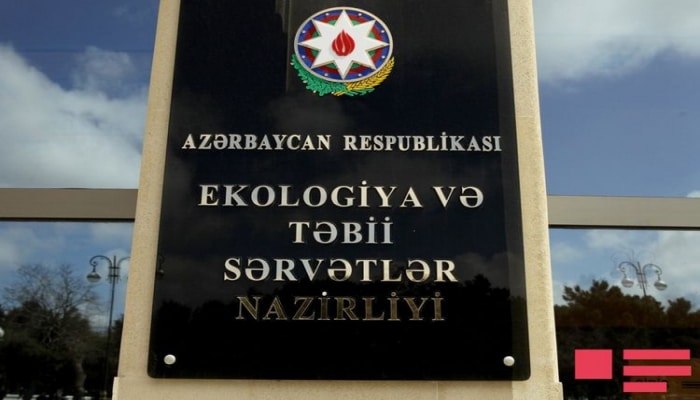 AZƏRBAYCAN RESPUBLİKASI
EKOLOGİYA VƏ
TƏBİİ
SƏRVƏTLƏR
NAZİRLİYİ